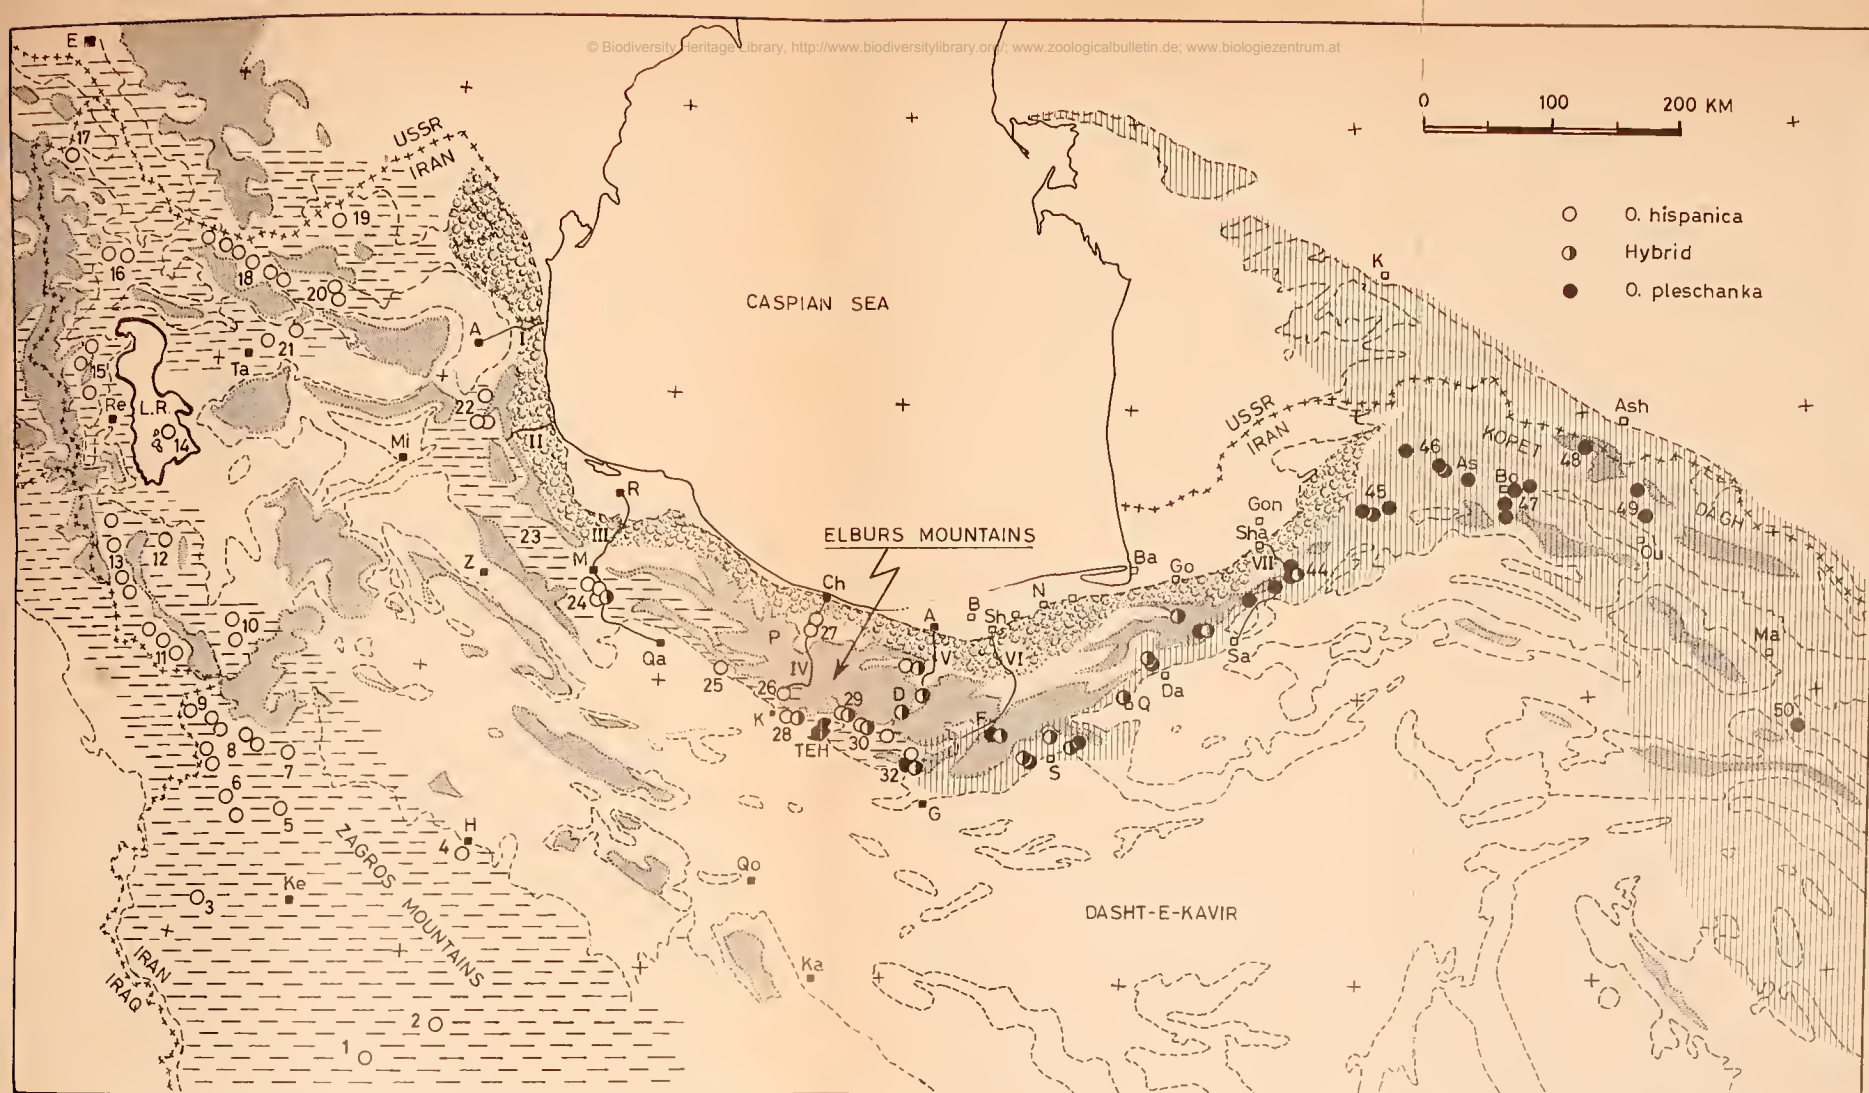 © Biodiversity Heritage Library, http://www.biodiversitylibrary.org/; www.zoologicalbulletin.de; www.biologiezentrum.at
E
0 100 200 KM
17
USSR
IRAN
19
O. hispanica
Hybrid
O. pleschanka
16
18
20
K
CASPIAN SEA
A
I
21
Ta
15
Re
L.R.
14
22
II
Mi
USSR
IRAN
Ash
KOPET
DAGH
46
As
48
Bo
47
49
45
R
Gon
Sha
VII
44
Ou
23
III
ELBURS MOUNTAINS
13
12
Z
M
24
Ch
Ba
Go
N
B
Sh
A
10
11
P
27
Qa
IV
V
VI
Sa
Ma
25
26
D
Da
Q
9
K
28
29
TEH
30
F
50
8
7
32
S
6
5
G
ZAGROS
MOUNTAINS
H
4
Ke
3
Qo
DASHT-E-KAVIR
IRAN
IRAQ
Ka
2
1